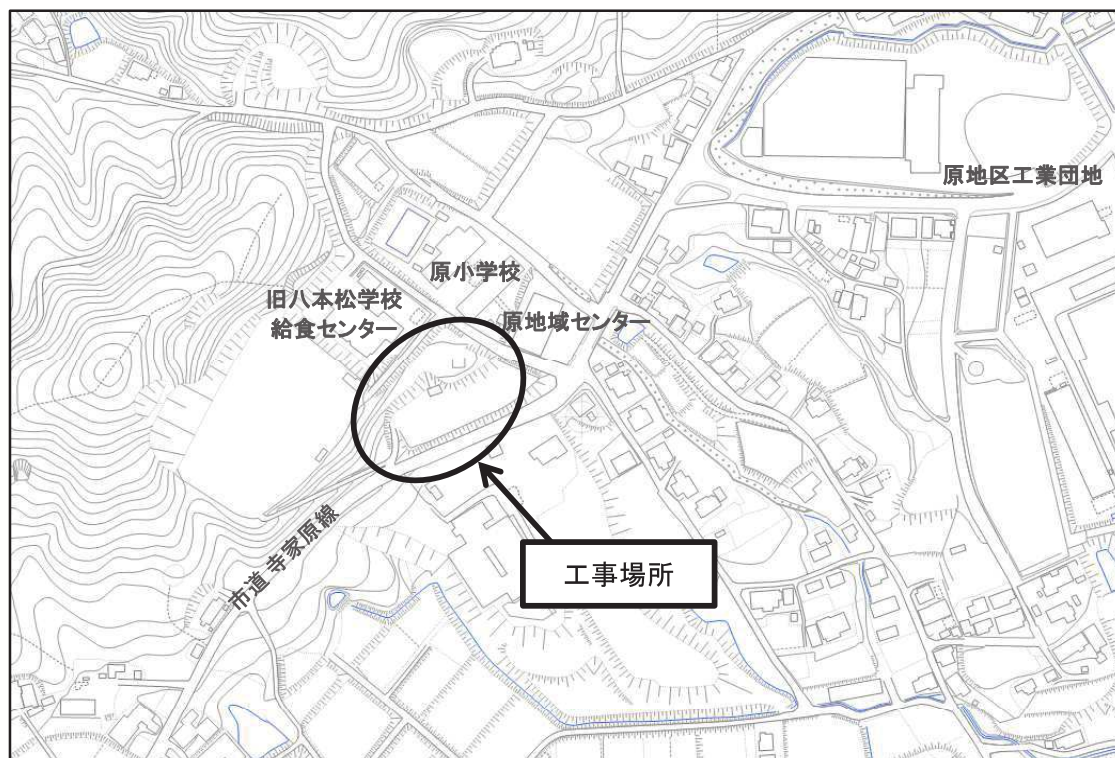 原地区工業団地
原小学校
旧八本松学校
給食センター
原地域センター
市道 寺家原線
工事場所